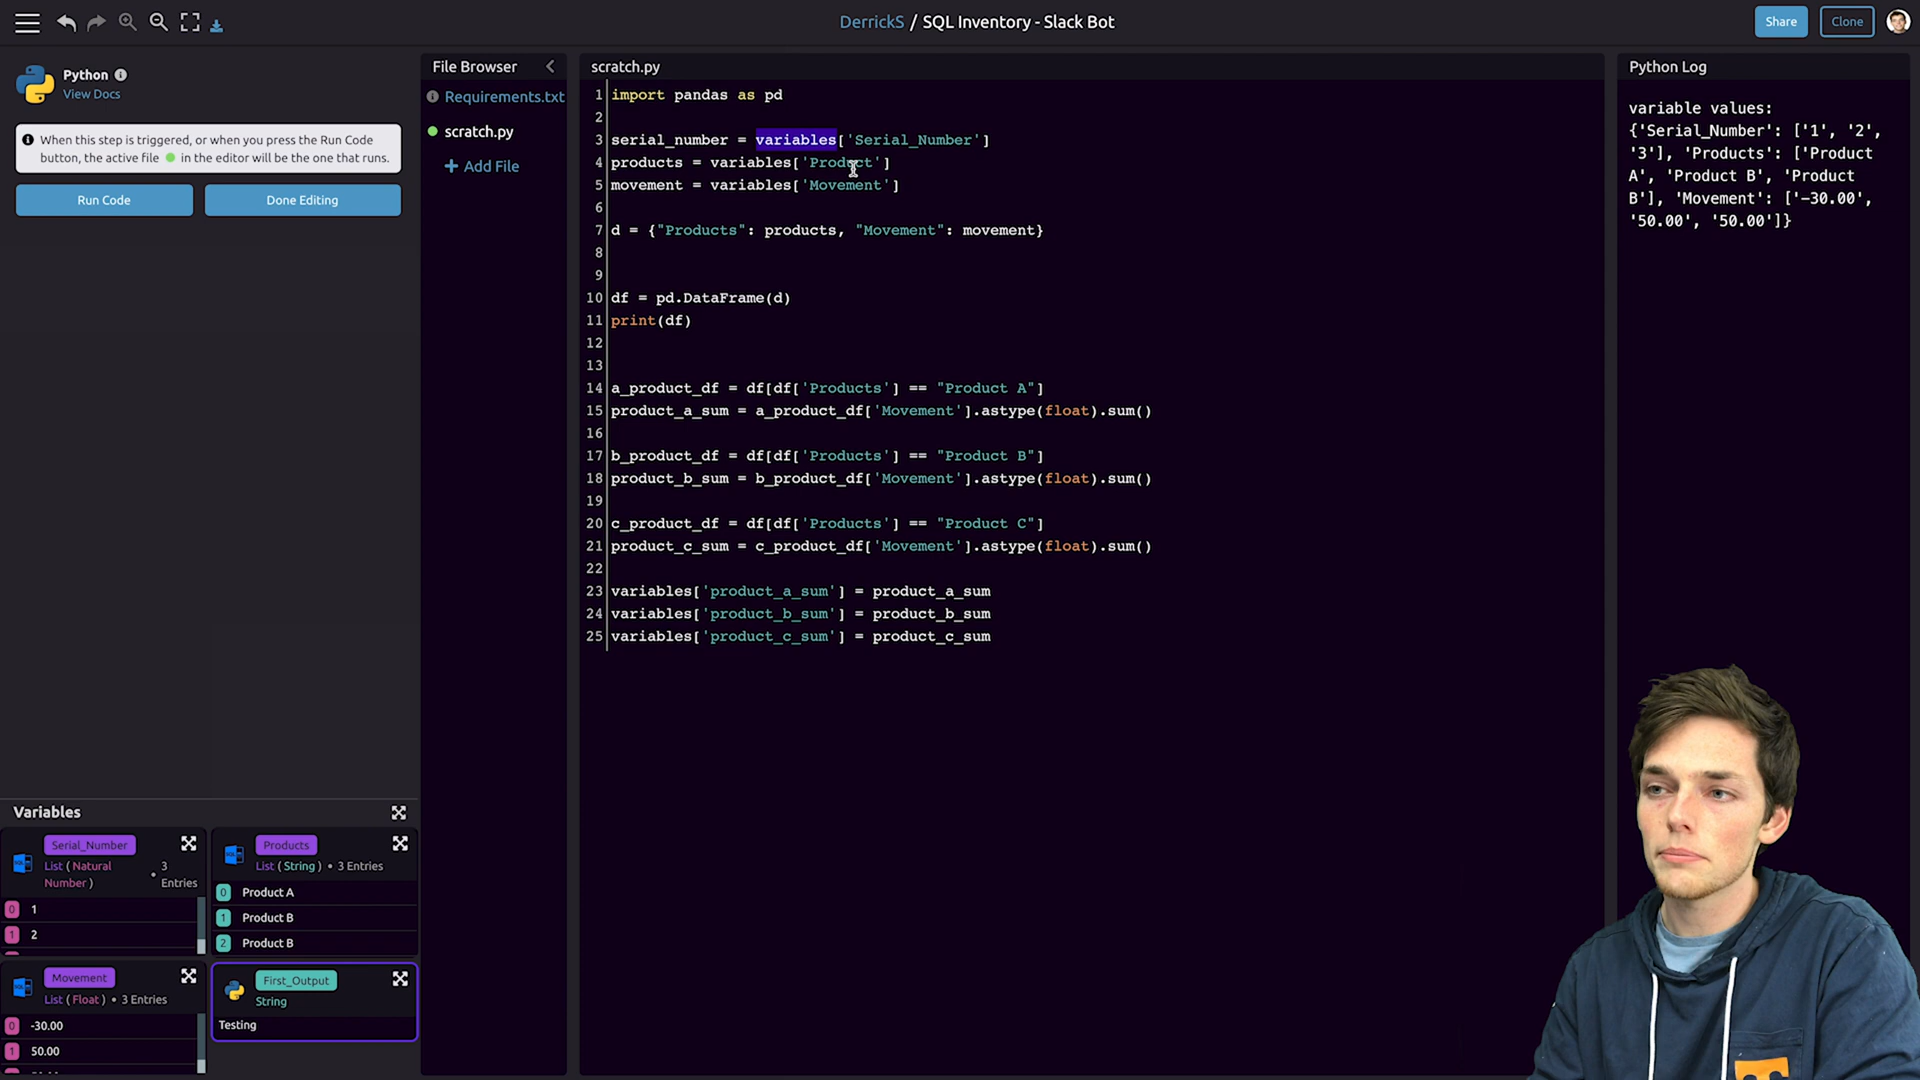 DerrickS / SQL Inventory - Slack Bot
Share
Clone
Python
View Docs
When this step is triggered, or when you press the Run Code
button, the active file in the editor will be the one that runs.
Run Code
Done Editing
File Browser
Requirements.txt
scratch.py
Add File
scratch.py
1 import pandas as pd
2
3 serial_number = variables['Serial_Number']
4 products = variables['Product']
5 movement = variables['Movement']
6
7 d = {"Products": products, "Movement": movement}
8
9
10 df = pd.DataFrame(d)
11 print(df)
12
13
14 a_product_df = df[df['Products'] == "Product A"]
15 product_a_sum = a_product_df['Movement'].astype(float).sum()
16
17 b_product_df = df[df['Products'] == "Product B"]
18 product_b_sum = b_product_df['Movement'].astype(float).sum()
19
20 c_product_df = df[df['Products'] == "Product C"]
21 product_c_sum = c_product_df['Movement'].astype(float).sum()
22
23 variables['product_a_sum'] = product_a_sum
24 variables['product_b_sum'] = product_b_sum
25 variables['product_c_sum'] = product_c_sum
Python Log
variable values:
{'Serial_Number': ['1', '2',
'3'], 'Products': ['Product
A', 'Product B', 'Product
B'], 'Movement': ['-30.00',
'50.00', '50.00']}
Variables
Serial_Number
List ( Natural
Number )
• 3
Entries
0 1
1 2
Products
List ( String ) • 3 Entries
0 Product A
1 Product B
2 Product B
Movement
List ( Float ) • 3 Entries
0 -30.00
1 50.00
First_Output
String
Testing